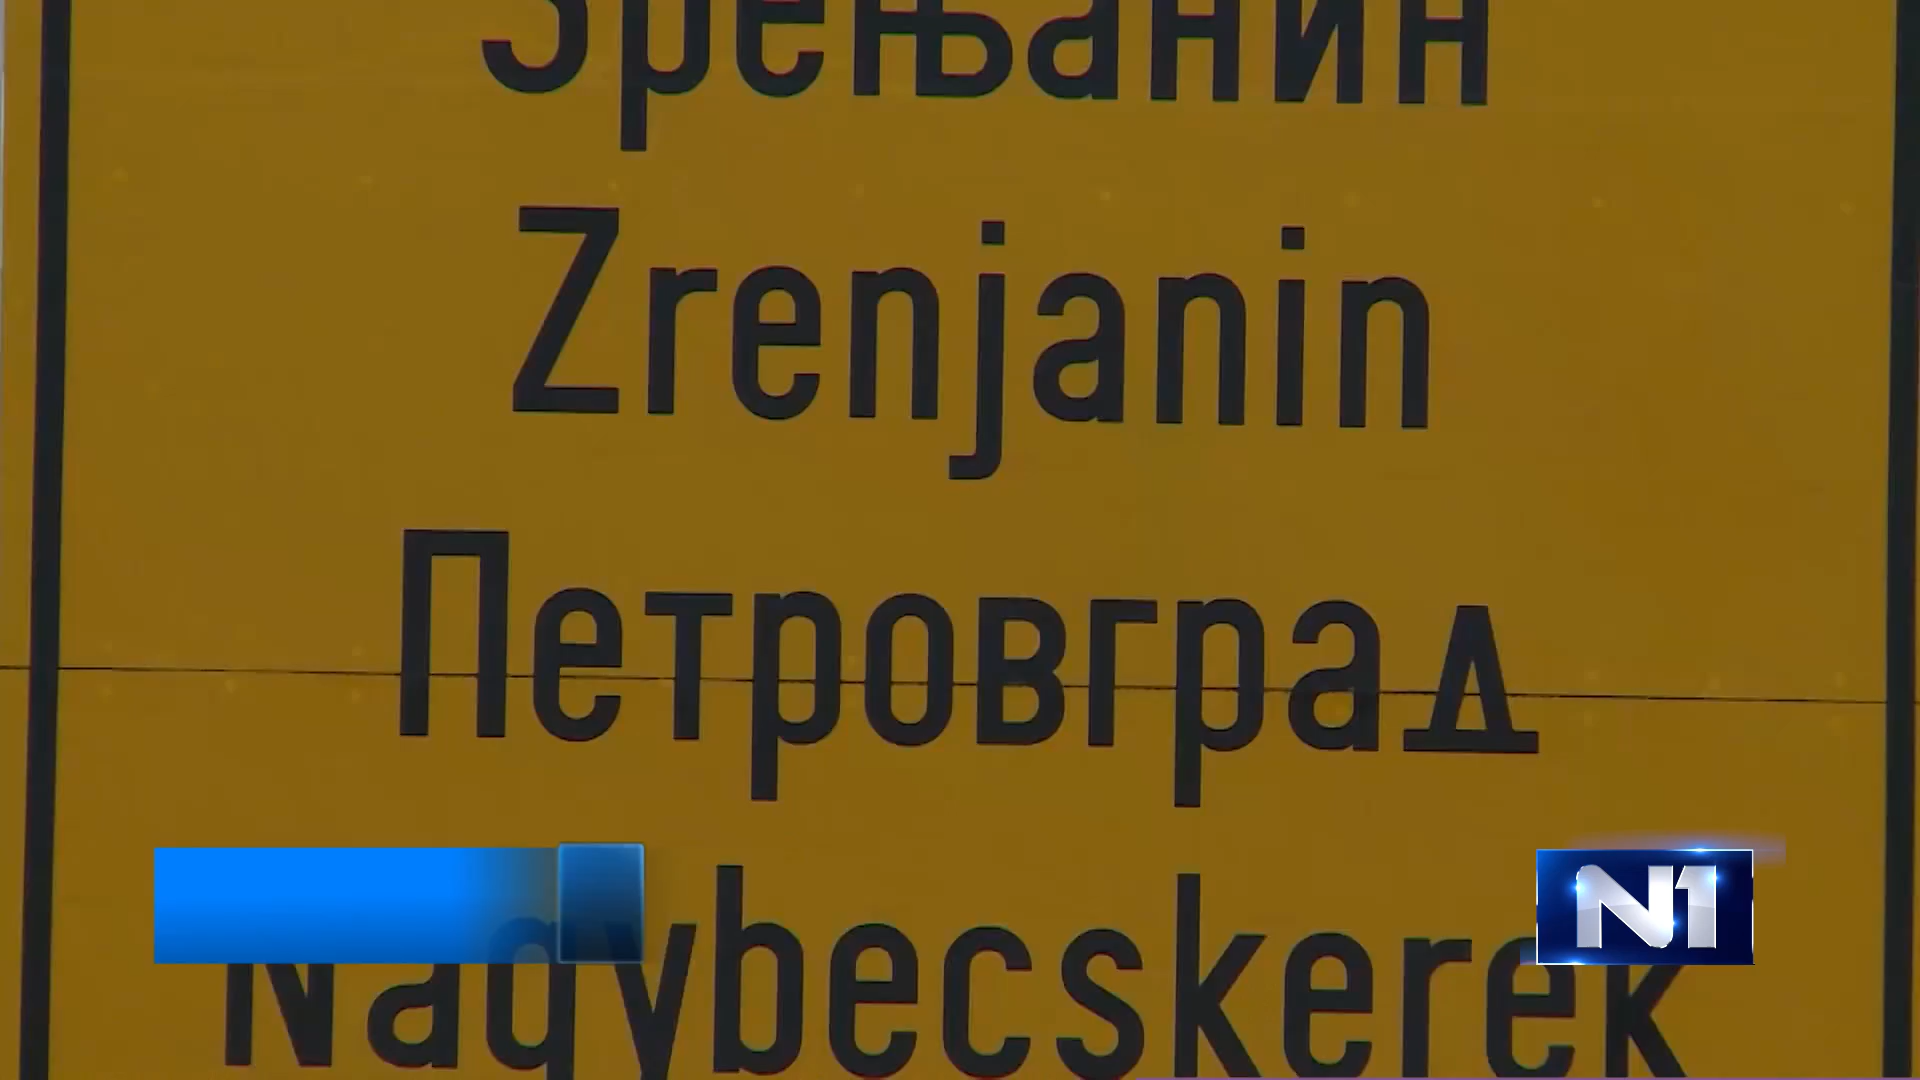 Зрењанин
Zrenjanin
Петровград
Nagybecskerek
N1